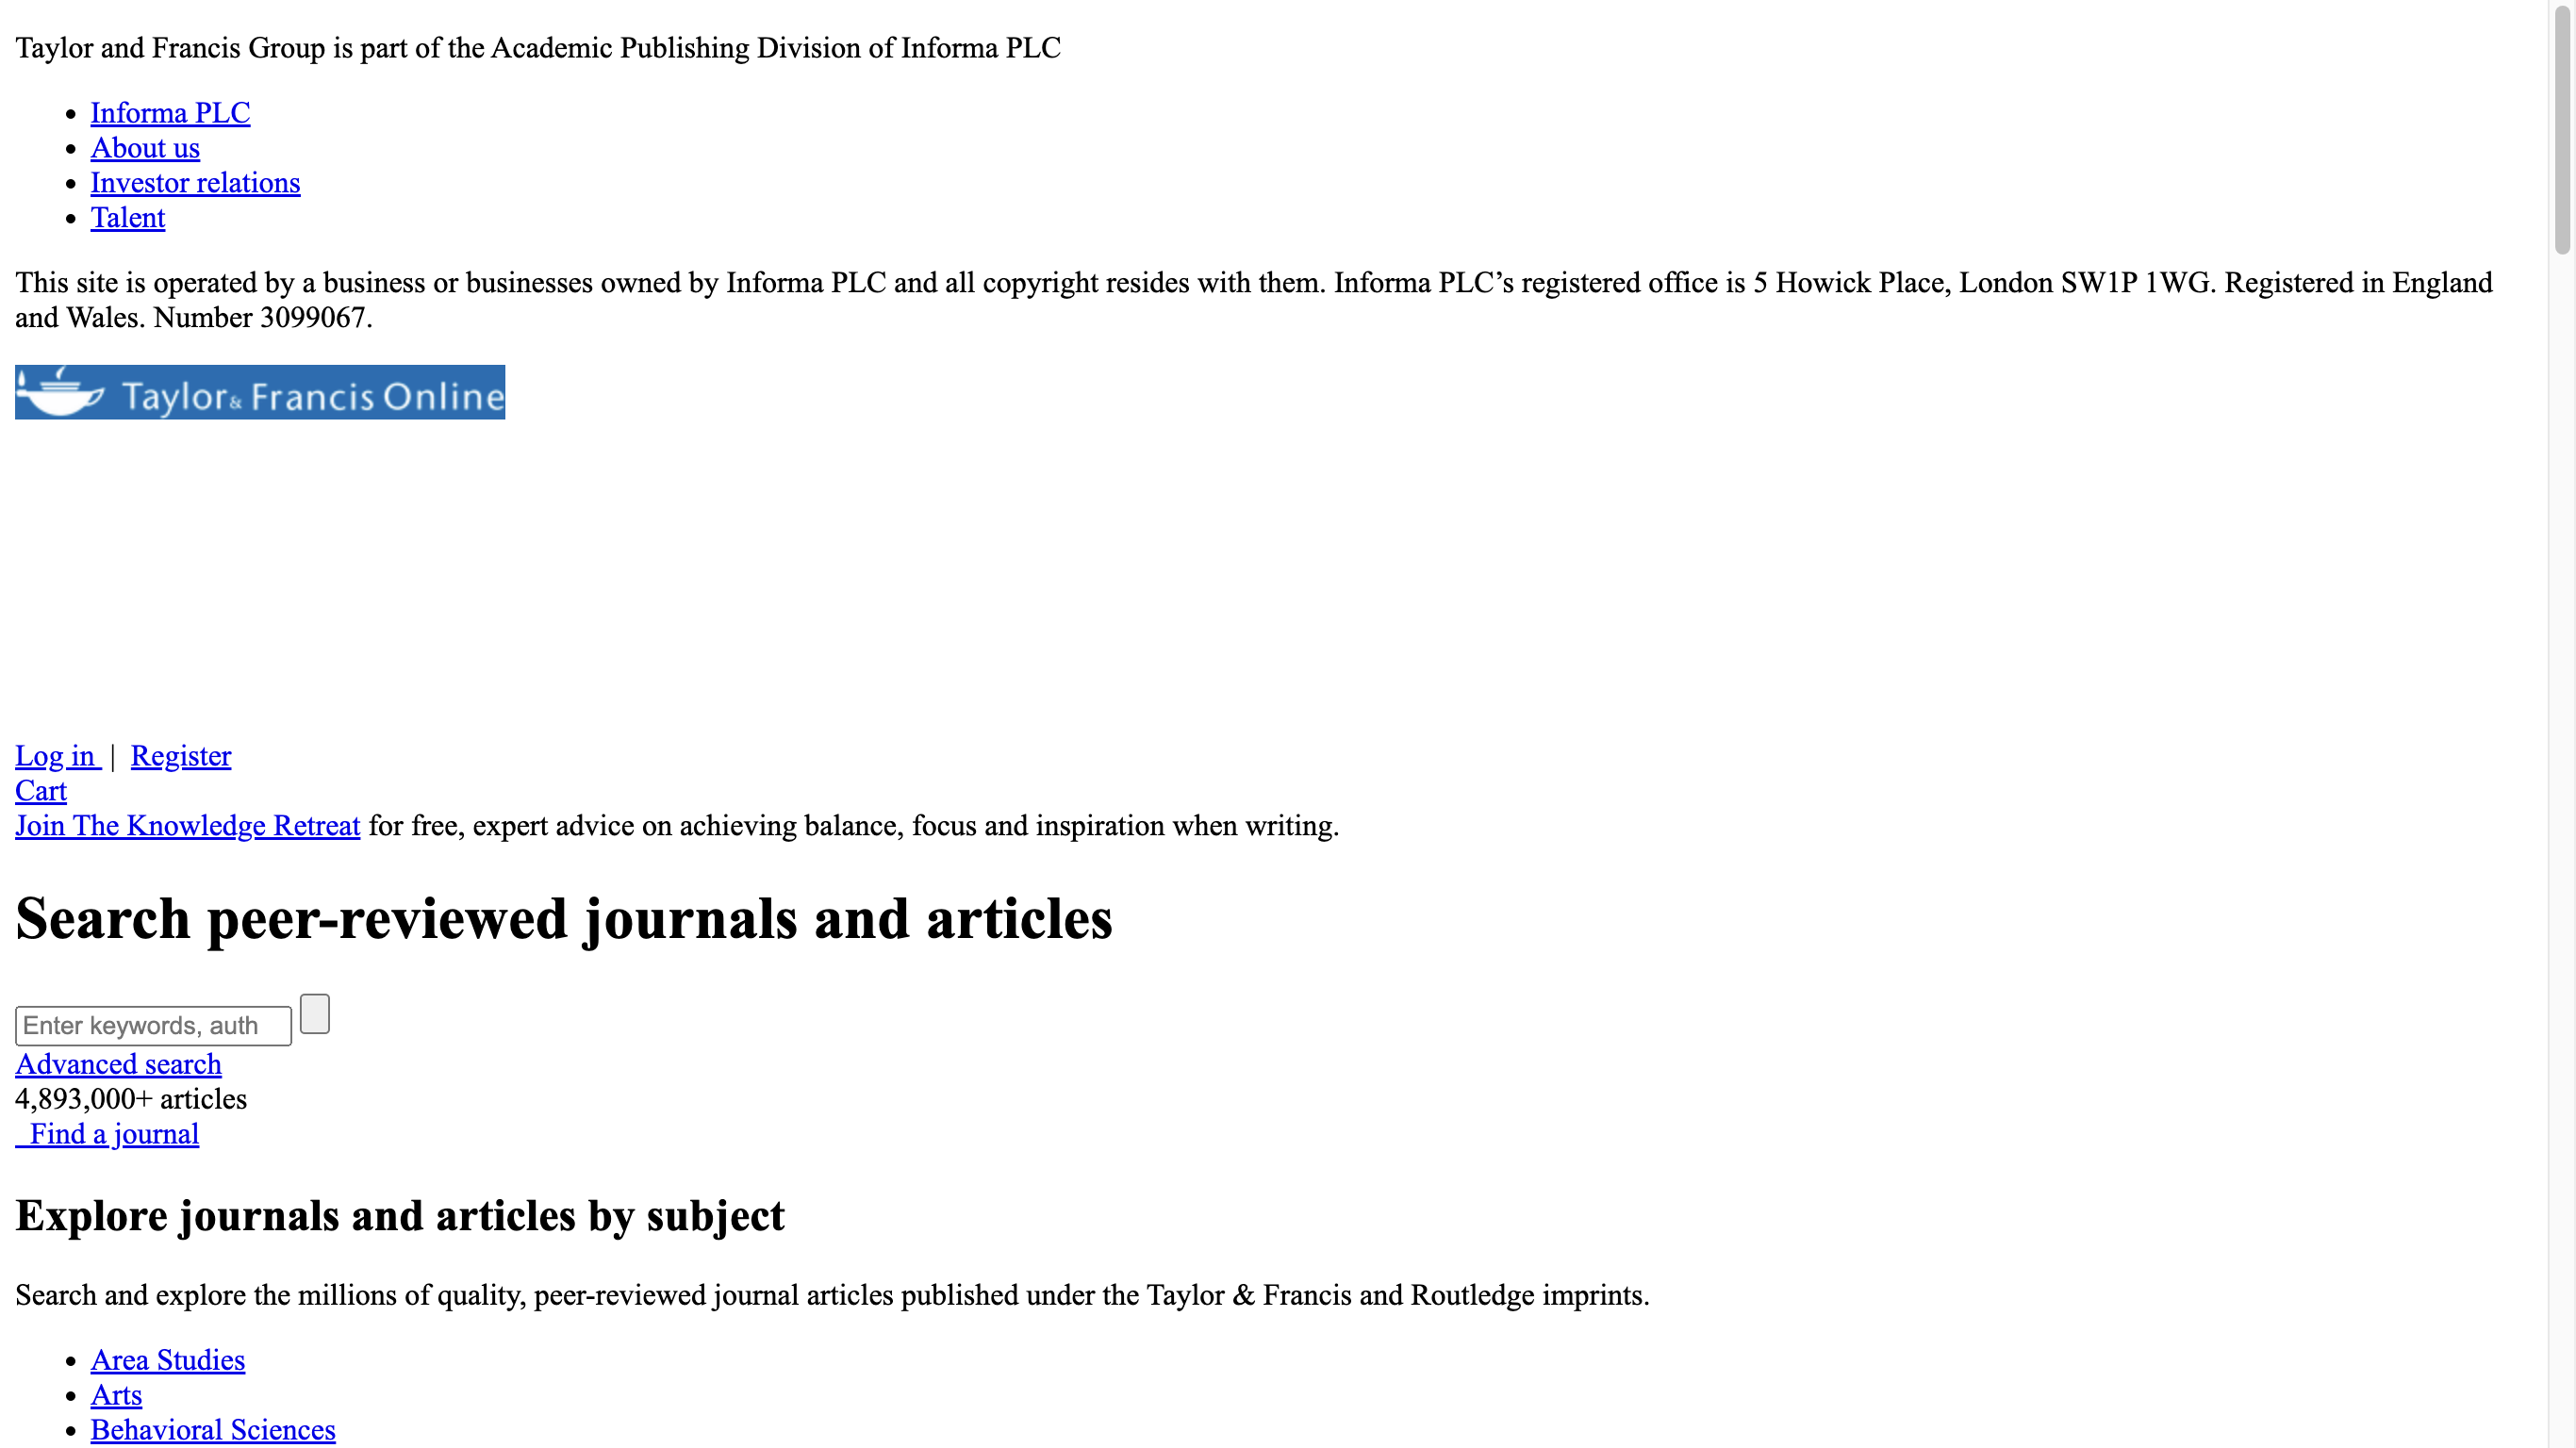 Taylor and Francis Group is part of the Academic Publishing Division of Informa PLC
Informa PLC
About us
Investor relations
Talent
This site is operated by a business or businesses owned by Informa PLC and all copyright resides with them. Informa PLC’s registered office is 5 Howick Place, London SW1P 1WG. Registered in England
and Wales. Number 3099067.
Taylor & Francis Online
Log in | Register
Cart
Join The Knowledge Retreat for free, expert advice on achieving balance, focus and inspiration when writing.
Search peer-reviewed journals and articles
Enter keywords, auth
Advanced search
4,893,000+ articles
Find a journal
Explore journals and articles by subject
Search and explore the millions of quality, peer-reviewed journal articles published under the Taylor & Francis and Routledge imprints.
Area Studies
Arts
Behavioral Sciences